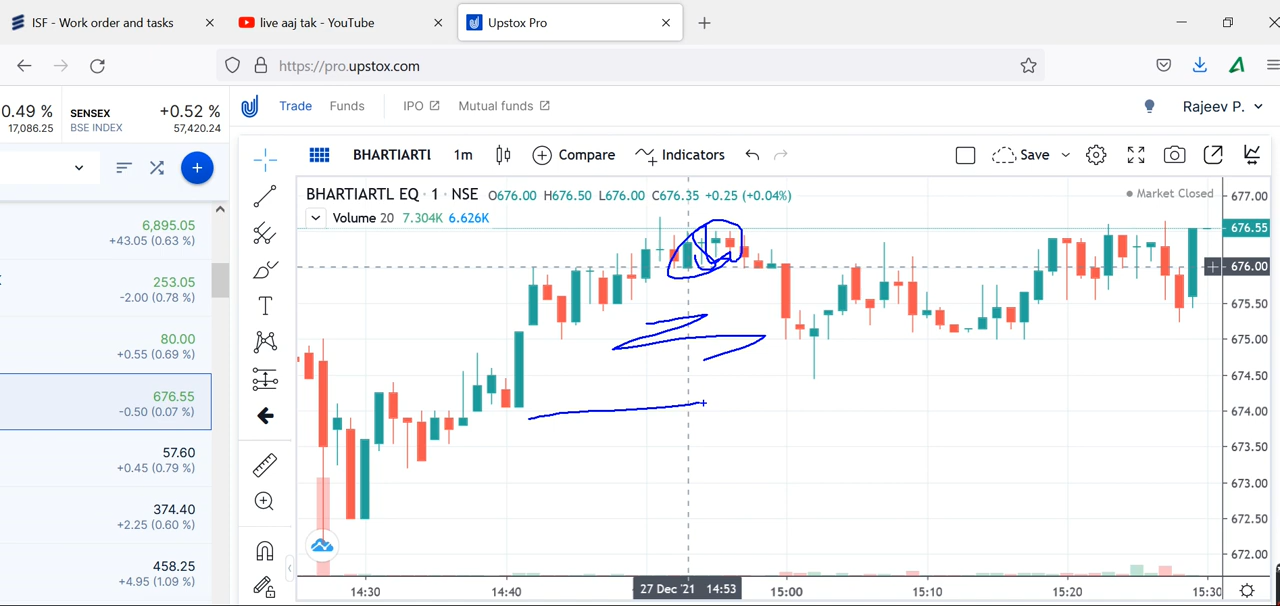 ISF - Work order and tasks
live aaj tak - YouTube
Upstox Pro
https://pro.upstox.com
0.49 %
17,086.25
SENSEX +0.52 %
BSE INDEX 57,420.24
Trade Funds IPO Mutual funds
Rajeev P.
BHARTIARTL 1m Compare Indicators Save
BHARTIARTL EQ · 1 · NSE O676.00 H676.50 L676.00 C676.35 +0.25 (+0.04%)
Market Closed
Volume 20 7.304K 6.626K
6,895.05
+43.05 (0.63 %)
253.05
-2.00 (0.78 %)
80.00
+0.55 (0.69 %)
676.55
-0.50 (0.07 %)
57.60
+0.45 (0.79 %)
374.40
+2.25 (0.60 %)
458.25
+4.95 (1.09 %)
677.00
676.55
676.00
675.50
675.00
674.50
674.00
673.50
673.00
672.50
672.00
14:30 14:40 27 Dec '21 14:53 15:00 15:10 15:20 15:30